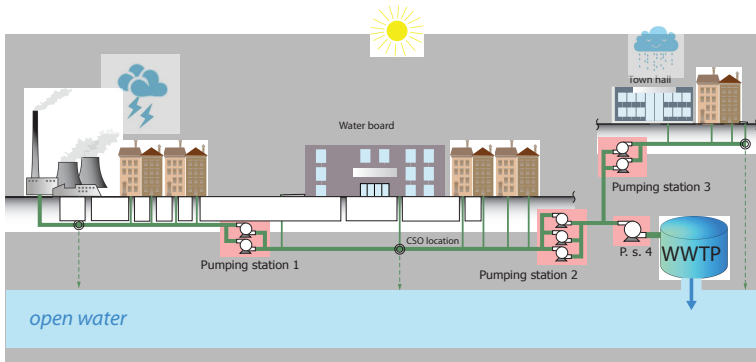 Town hall
Water board
Pumping station 3
CSO location
Pumping station 1
Pumping station 2
P. s. 4
WWTP
open water